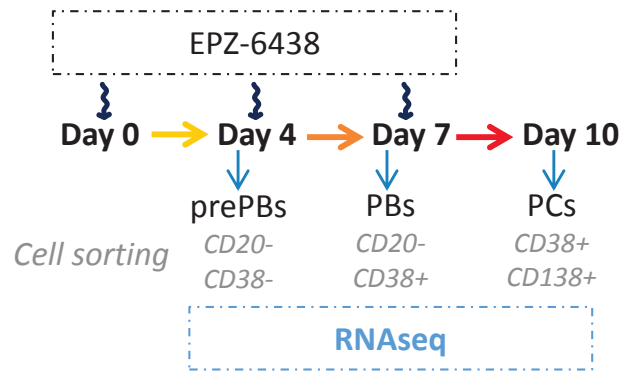 EPZ-6438
Day 0 Day 4 Day 7 Day 10
prePBs PBs PCs
Cell sorting
CD20- CD20- CD38+
CD38- CD38+ CD138+
RNAseq